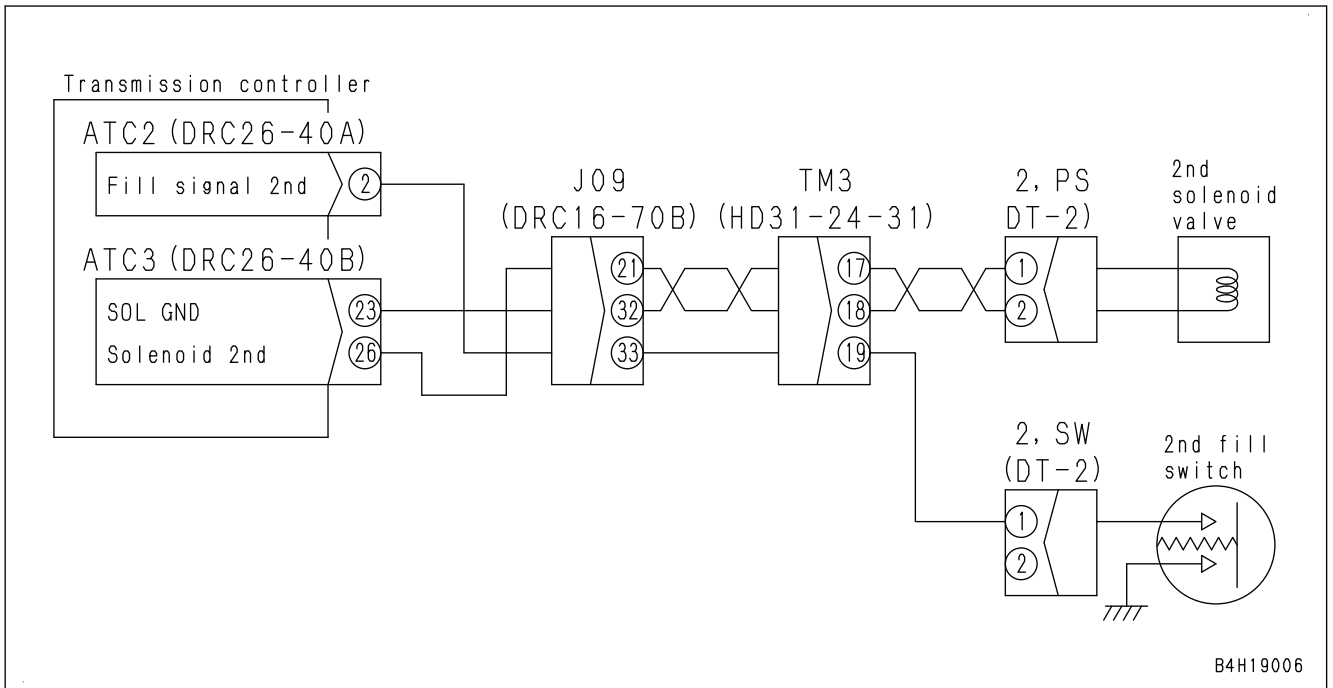 Transmission controller
ATC2 (DRC26-40A)
Fill signal 2nd
2
ATC3 (DRC26-40B)
SOL GND
23
Solenoid 2nd
26
J09
(DRC16-70B)
21
32
33
TM3
(HD31-24-31)
17
18
19
2, PS
DT-2)
1
2
2nd
solenoid
valve
2, SW
(DT-2)
1
2
2nd fill
switch
B4H19006